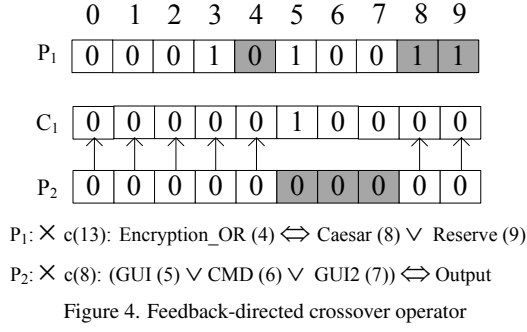 0 1 2 3 4 5 6 7 8 9
P1 0 0 0 1 0 1 0 0 1 1
C1 0 0 0 0 0 1 0 0 0 0
P2 0 0 0 0 0 0 0 0 0 0
P1: × c(13): Encryption_OR (4) ⇔ Caesar (8) ∨ Reserve (9)
P2: × c(8): (GUI (5) ∨ CMD (6) ∨ GUI2 (7)) ⇔ Output
Figure 4. Feedback-directed crossover operator